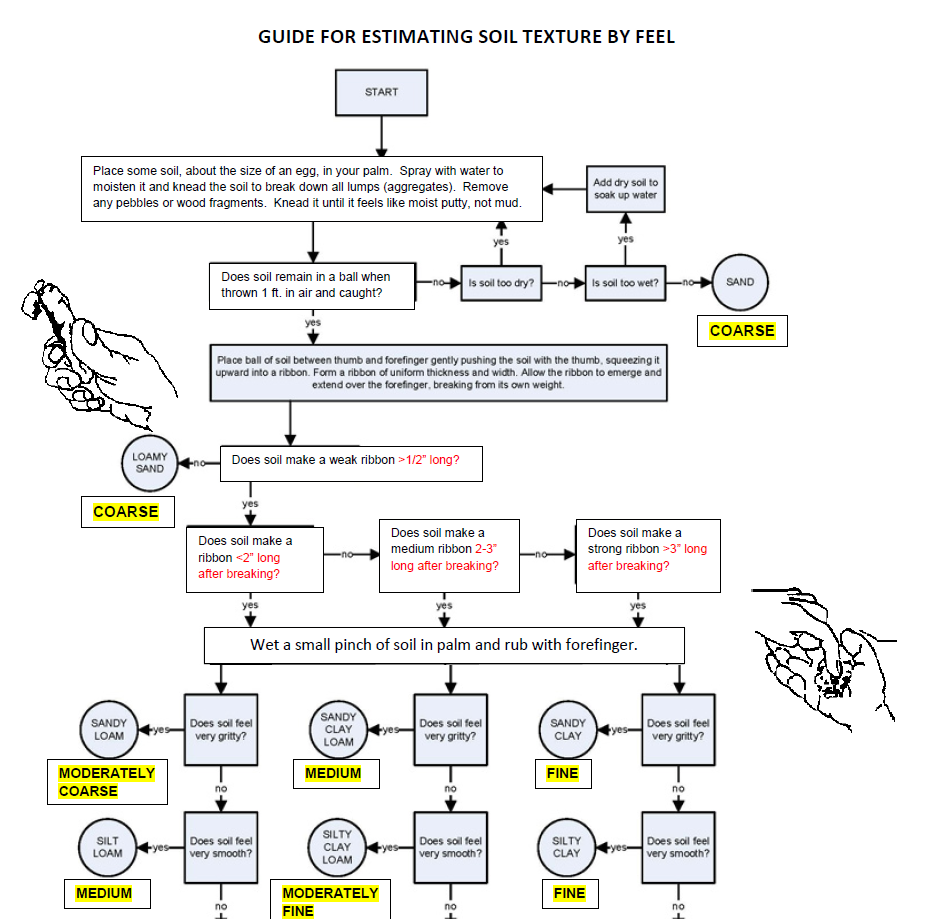 GUIDE FOR ESTIMATING SOIL TEXTURE BY FEEL
START
Place some soil, about the size of an egg, in your palm. Spray with water to
moisten it and knead the soil to break down all lumps (aggregates). Remove
any pebbles or wood fragments. Knead it until it feels like moist putty, not mud.
Add dry soil to
soak up water
yes
yes
Does soil remain in a ball when
thrown 1 ft. in air and caught?
no
Is soil too dry?
no
Is soil too wet?
no
SAND
COARSE
yes
Place ball of soil between thumb and forefinger gently pushing the soil with the thumb, squeezing it
upward into a ribbon. Form a ribbon of uniform thickness and width. Allow the ribbon to emerge and
extend over the forefinger, breaking from its own weight.
LOAMY
SAND
no
Does soil make a weak ribbon >1/2" long?
COARSE
yes
Does soil make a
ribbon <2" long
after breaking?
no
Does soil make a
medium ribbon 2-3"
long after breaking?
no
Does soil make a
strong ribbon >3" long
after breaking?
yes
yes
yes
Wet a small pinch of soil in palm and rub with forefinger.
SANDY
LOAM
yes
Does soil feel
very gritty?
SANDY
CLAY
LOAM
yes
Does soil feel
very gritty?
SANDY
CLAY
yes
Does soil feel
very gritty?
MODERATELY
COARSE
MEDIUM
FINE
no
no
no
SILT
LOAM
yes
Does soil feel
very smooth?
SILTY
CLAY
LOAM
yes
Does soil feel
very smooth?
SILTY
CLAY
yes
Does soil feel
very smooth?
MEDIUM
MODERATELY
FINE
FINE
no
no
no